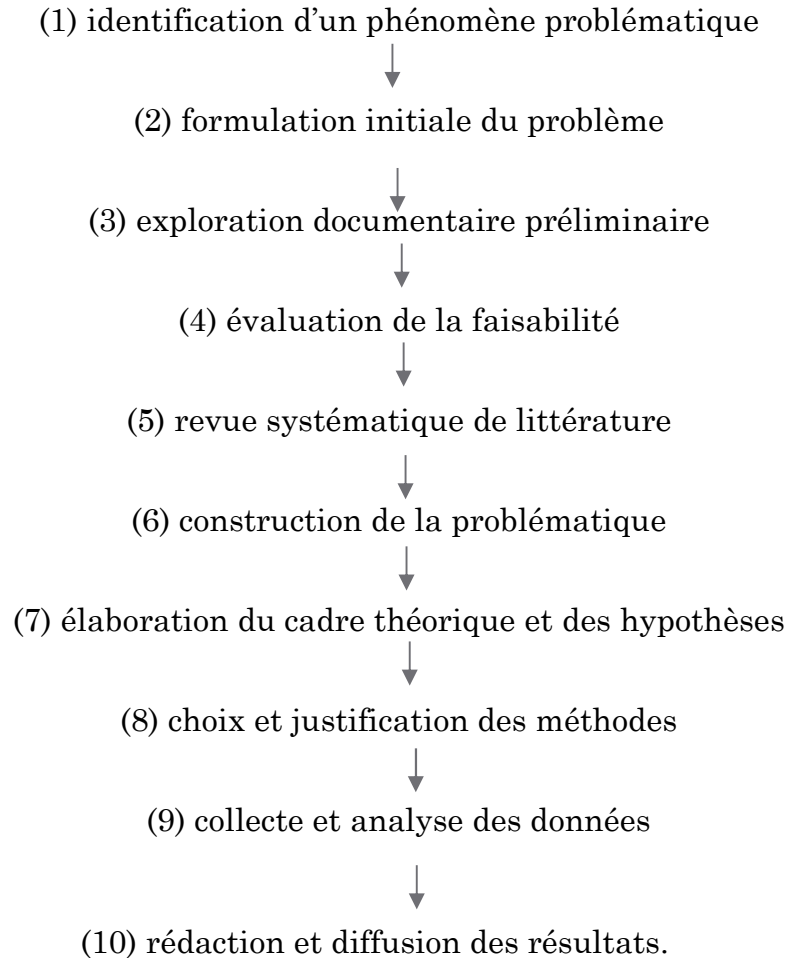 (1) identification d’un phénomène problématique
(2) formulation initiale du problème
(3) exploration documentaire préliminaire
(4) évaluation de la faisabilité
(5) revue systématique de littérature
(6) construction de la problématique
(7) élaboration du cadre théorique et des hypothèses
(8) choix et justification des méthodes
(9) collecte et analyse des données
(10) rédaction et diffusion des résultats.